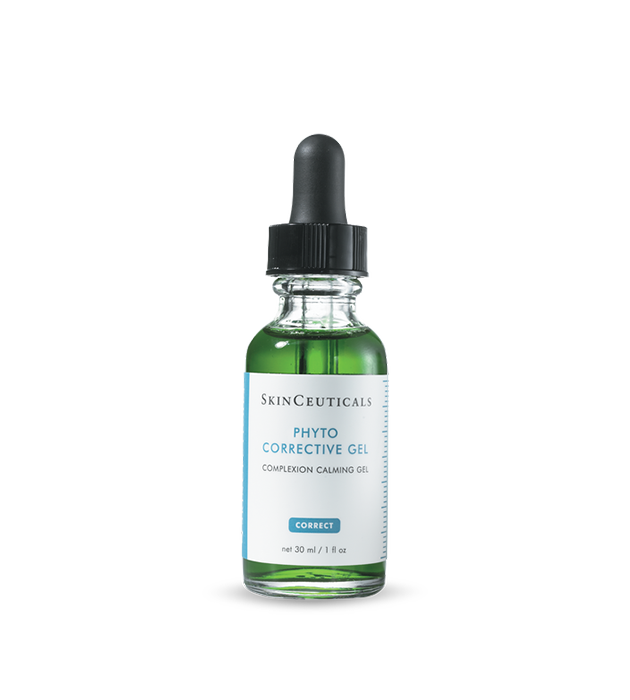 SKINCEUTICALS
PHYTO
CORRECTIVE GEL
COMPLEXION CALMING GEL
CORRECT
net 30 ml / 1 fl oz